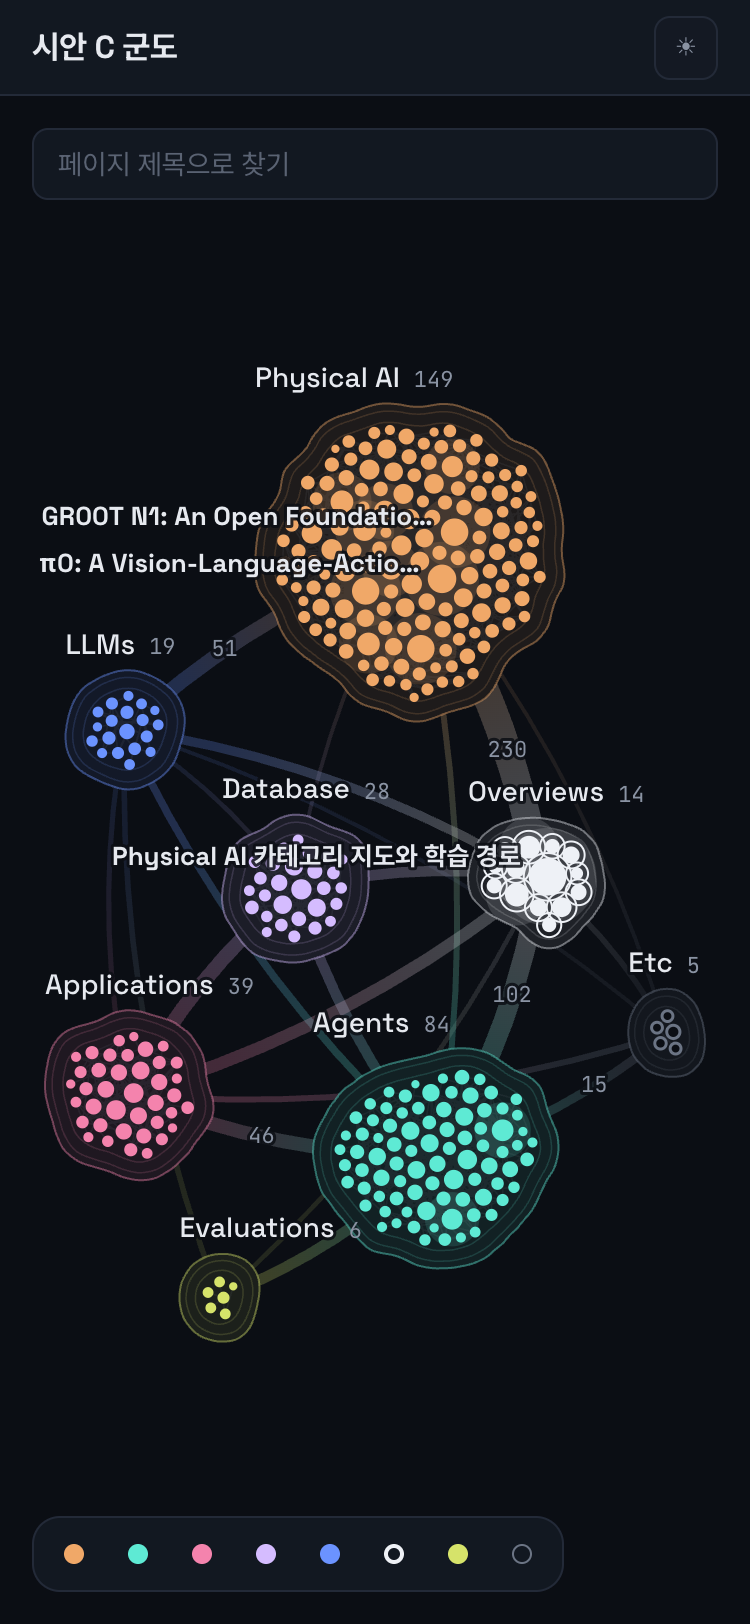 시안 C 군도
페이지 제목으로 찾기
Physical AI 149
GR00T N1: An Open Foundatio…
π0: A Vision-Language-Actio…
LLMs 19
51
230
Database 28
Overviews 14
Physical AI 카테고리 지도와 학습 경로
Etc 5
Applications 39
102
Agents 84
15
46
Evaluations 6